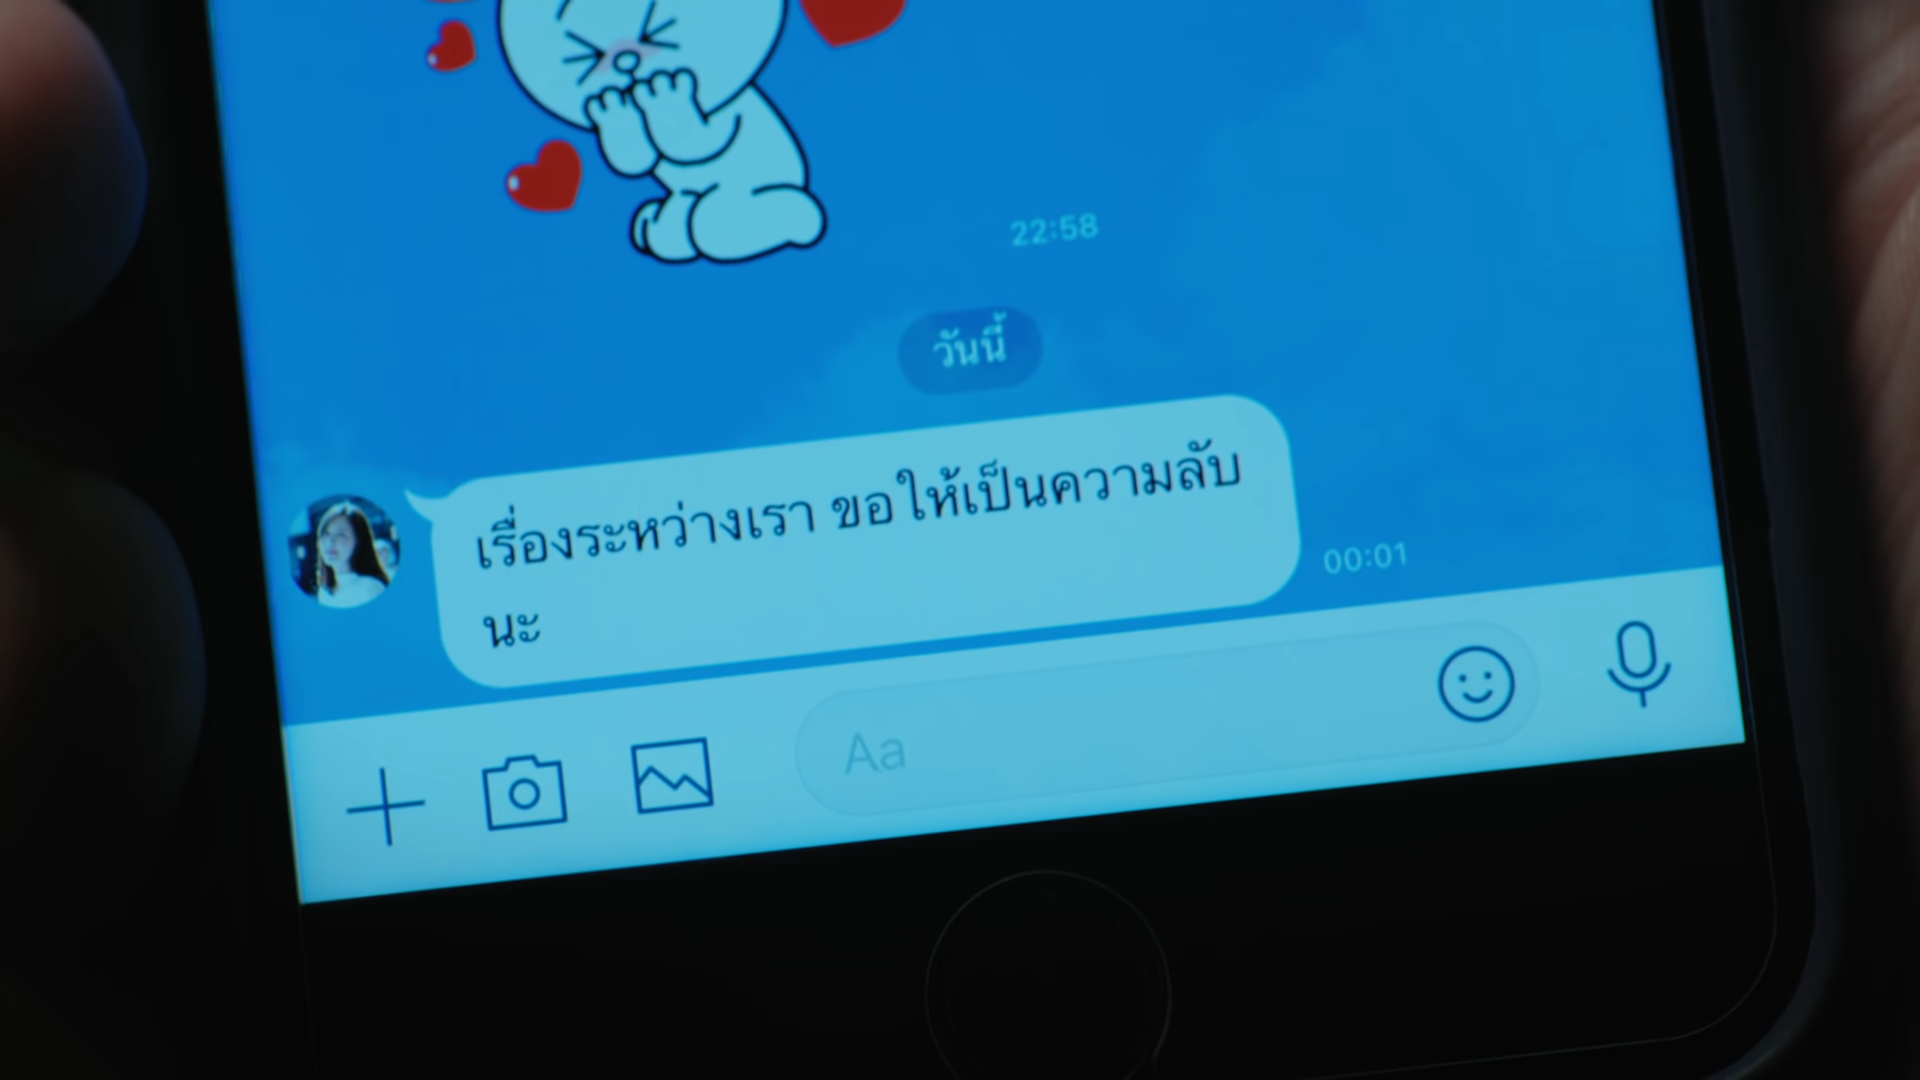 22:58
วันนี้
เรื่องระหว่างเรา ขอให้เป็นความลับ
นะ
00:01
Aa